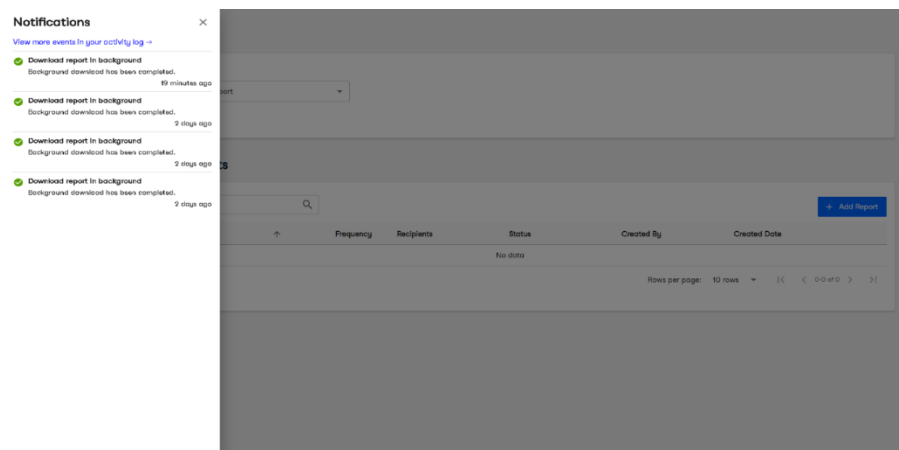 Notifications
View more events in your activity log →
Download report in background
Background download has been completed.
19 minutes ago
Download report in background
Background download has been completed.
2 days ago
Download report in background
Background download has been completed.
2 days ago
Download report in background
Background download has been completed.
2 days ago
+ Add Report
Frequency Recipients Status Created By Created Date
No data
Rows per page: 10 rows 0-0 of 0